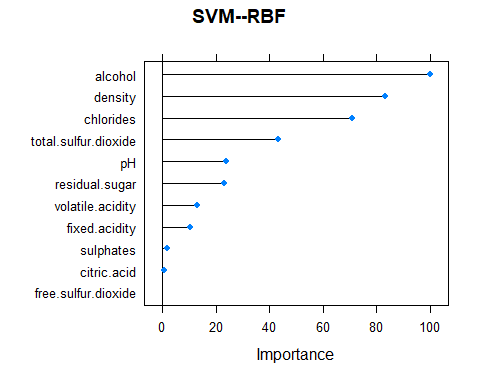 SVM--RBF
alcohol
density
chlorides
total.sulfur.dioxide
pH
residual.sugar
volatile.acidity
fixed.acidity
sulphates
citric.acid
free.sulfur.dioxide
0 20 40 60 80 100
Importance